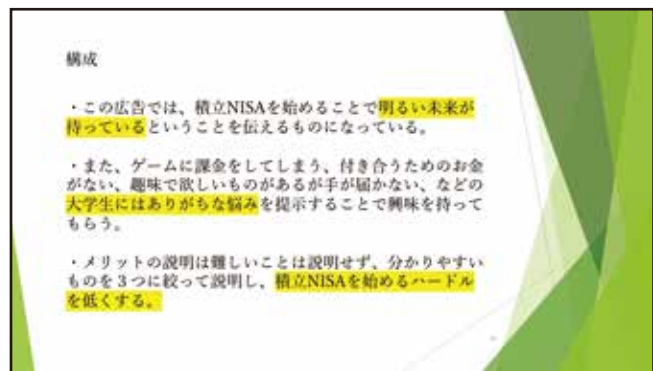 構成
・この広告では、積立NISAを始めることで明るい未来が
待っているということを伝えるものになっている。
・また、ゲームに課金をしてしまう、付き合うためのお金
がない、趣味で欲しいものがあるが手が届かない、などの
大学生にはありがちな悩みを提示することで興味を持って
もらう。
・メリットの説明は難しいことは説明せず、分かりやすい
ものを３つに絞って説明し、積立NISAを始めるハードル
を低くする。